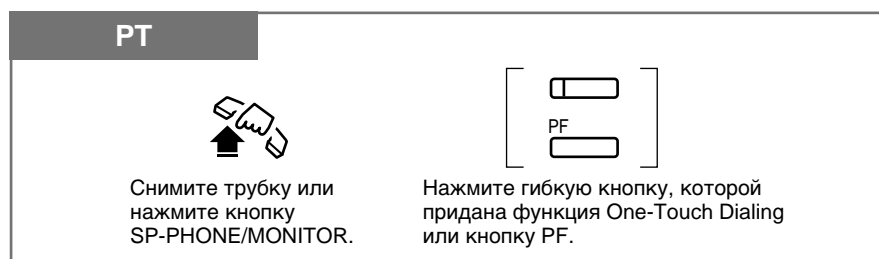 PT
PF
Снимите трубку или
нажмите кнопку
SP-PHONE/MONITOR.
Нажмите гибкую кнопку, которой
придана функция One-Touch Dialing
или кнопку PF.